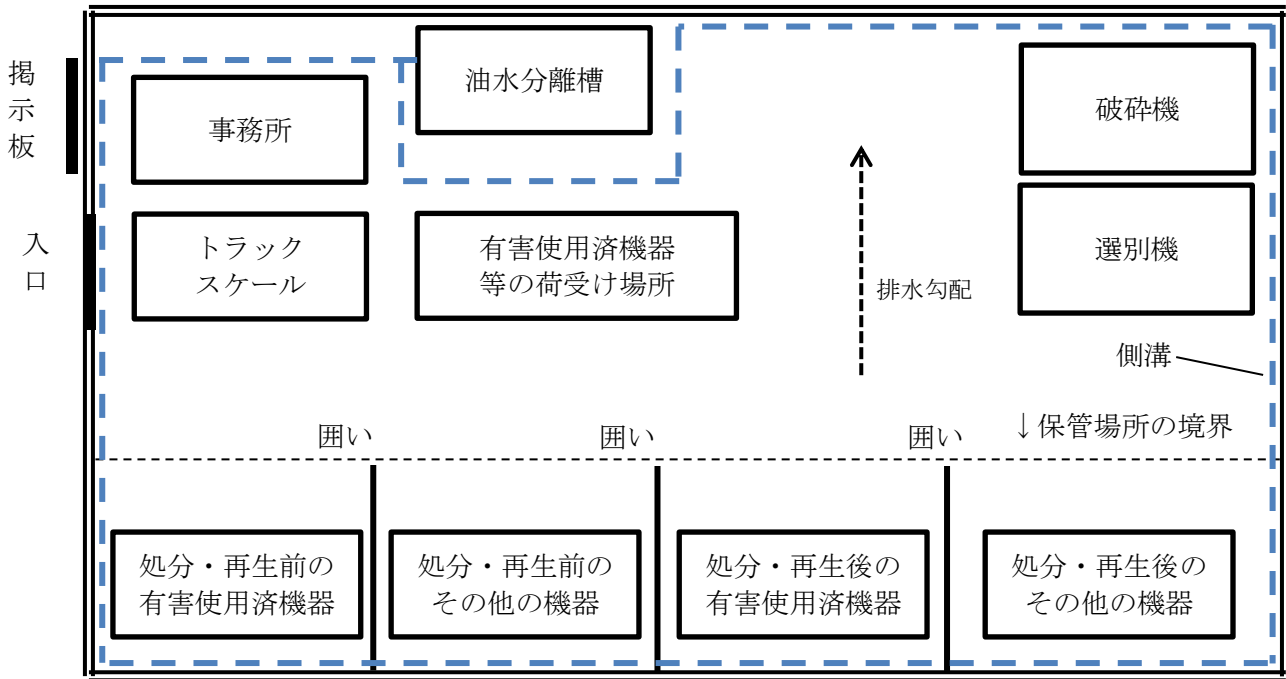 掲示板
事務所
油水分離槽
破砕機
入口
トラック
スケール
有害使用済機器
等の荷受け場所
排水勾配
選別機
側溝
囲い
囲い
囲い
↓保管場所の境界
処分・再生前の
有害使用済機器
処分・再生前の
その他の機器
処分・再生後の
有害使用済機器
処分・再生後の
その他の機器